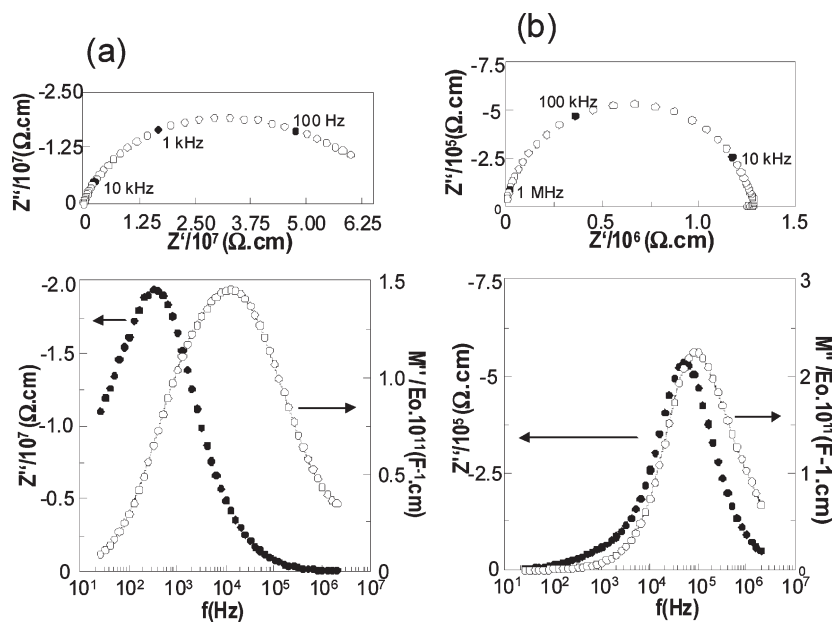 (a)
-2.50
-1.25
0
Z"/10⁷(Ω.cm)
100 Hz
1 kHz
10 kHz
0.00 1.25 2.50 3.75 5.00 6.25
Z'/10⁷ (Ω.cm)
(b)
-7.5
-5
-2.5
0
Z"/10⁵(Ω.cm)
100 kHz
10 kHz
1 MHz
0 0.5 1.0 1.5
Z'/10⁶ (Ω.cm)
-2.0
-1.5
-1.0
-0.5
0
Z"/10⁷ (Ω.cm)
1.5
1.0
0.5
0
M"/Eo.10¹¹(F⁻¹.cm)
10¹ 10² 10³ 10⁴ 10⁵ 10⁶ 10⁷
f(Hz)
-7.5
-5
-2.5
0
Z"/10⁵ (Ω.cm)
3
2
1
0
M"/Eo.10¹¹(F-1.cm)
10¹ 10² 10³ 10⁴ 10⁵ 10⁶ 10⁷
f(Hz)